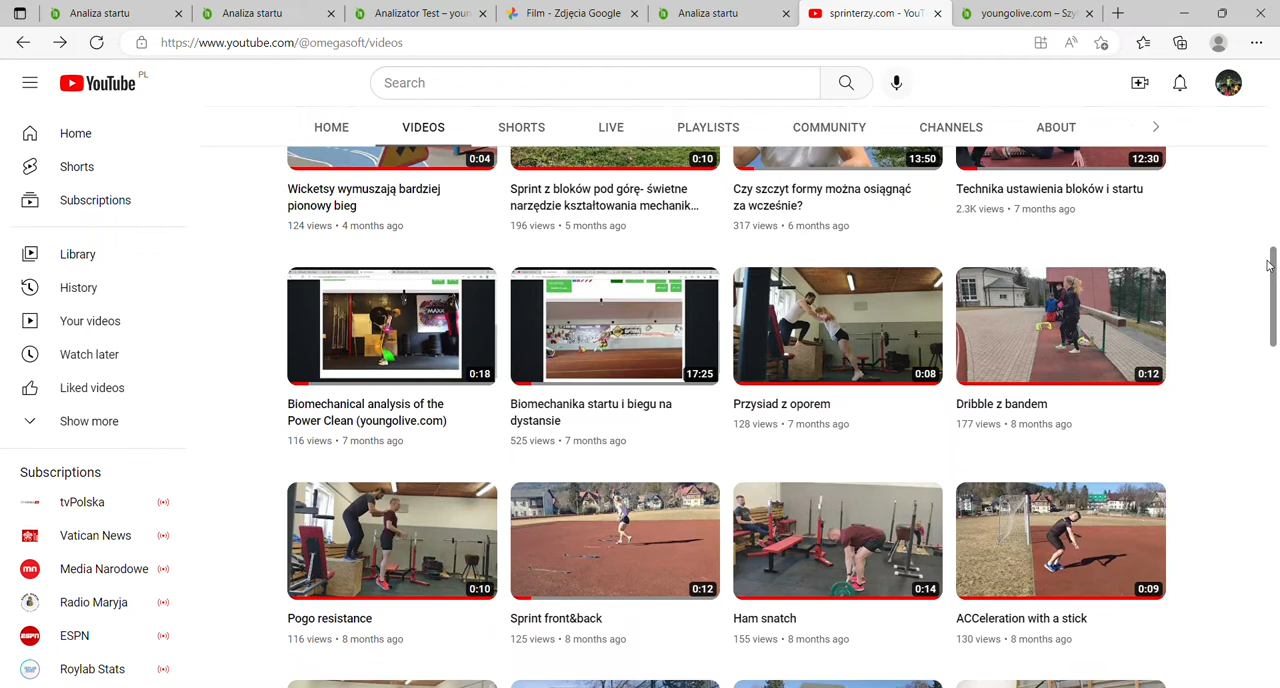 Analiza startu
Analiza startu
Analizator Test – youn
Film - Zdjęcia Google
Analiza startu
sprinterzy.com - YouT
youngolive.com – Szy
https://www.youtube.com/@omegasoft/videos
YouTube PL
Search
HOME VIDEOS SHORTS LIVE PLAYLISTS COMMUNITY CHANNELS ABOUT
Home
Shorts
Subscriptions
Library
History
Your videos
Watch later
Liked videos
Show more
Subscriptions
tvPolska
Vatican News
Media Narodowe
Radio Maryja
ESPN
Roylab Stats
0:04
Wicketsy wymuszają bardziej
pionowy bieg
124 views • 4 months ago
0:10
Sprint z bloków pod górę- świetne
narzędzie kształtowania mechanik...
196 views • 5 months ago
13:50
Czy szczyt formy można osiągnąć
za wcześnie?
317 views • 6 months ago
12:30
Technika ustawienia bloków i startu
2.3K views • 7 months ago
0:18
Biomechanical analysis of the
Power Clean (youngolive.com)
116 views • 7 months ago
17:25
Biomechanika startu i biegu na
dystansie
525 views • 7 months ago
0:08
Przysiad z oporem
128 views • 7 months ago
0:12
Dribble z bandem
177 views • 8 months ago
0:10
Pogo resistance
116 views • 8 months ago
0:12
Sprint front&back
125 views • 8 months ago
0:14
Ham snatch
155 views • 8 months ago
0:09
ACCeleration with a stick
130 views • 8 months ago